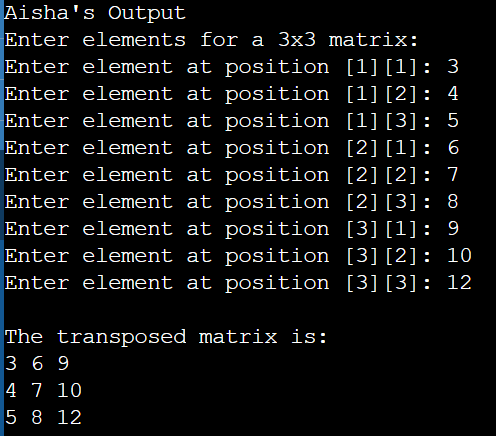 Aisha's Output
Enter elements for a 3x3 matrix:
Enter element at position [1][1]: 3
Enter element at position [1][2]: 4
Enter element at position [1][3]: 5
Enter element at position [2][1]: 6
Enter element at position [2][2]: 7
Enter element at position [2][3]: 8
Enter element at position [3][1]: 9
Enter element at position [3][2]: 10
Enter element at position [3][3]: 12
The transposed matrix is:
3 6 9
4 7 10
5 8 12